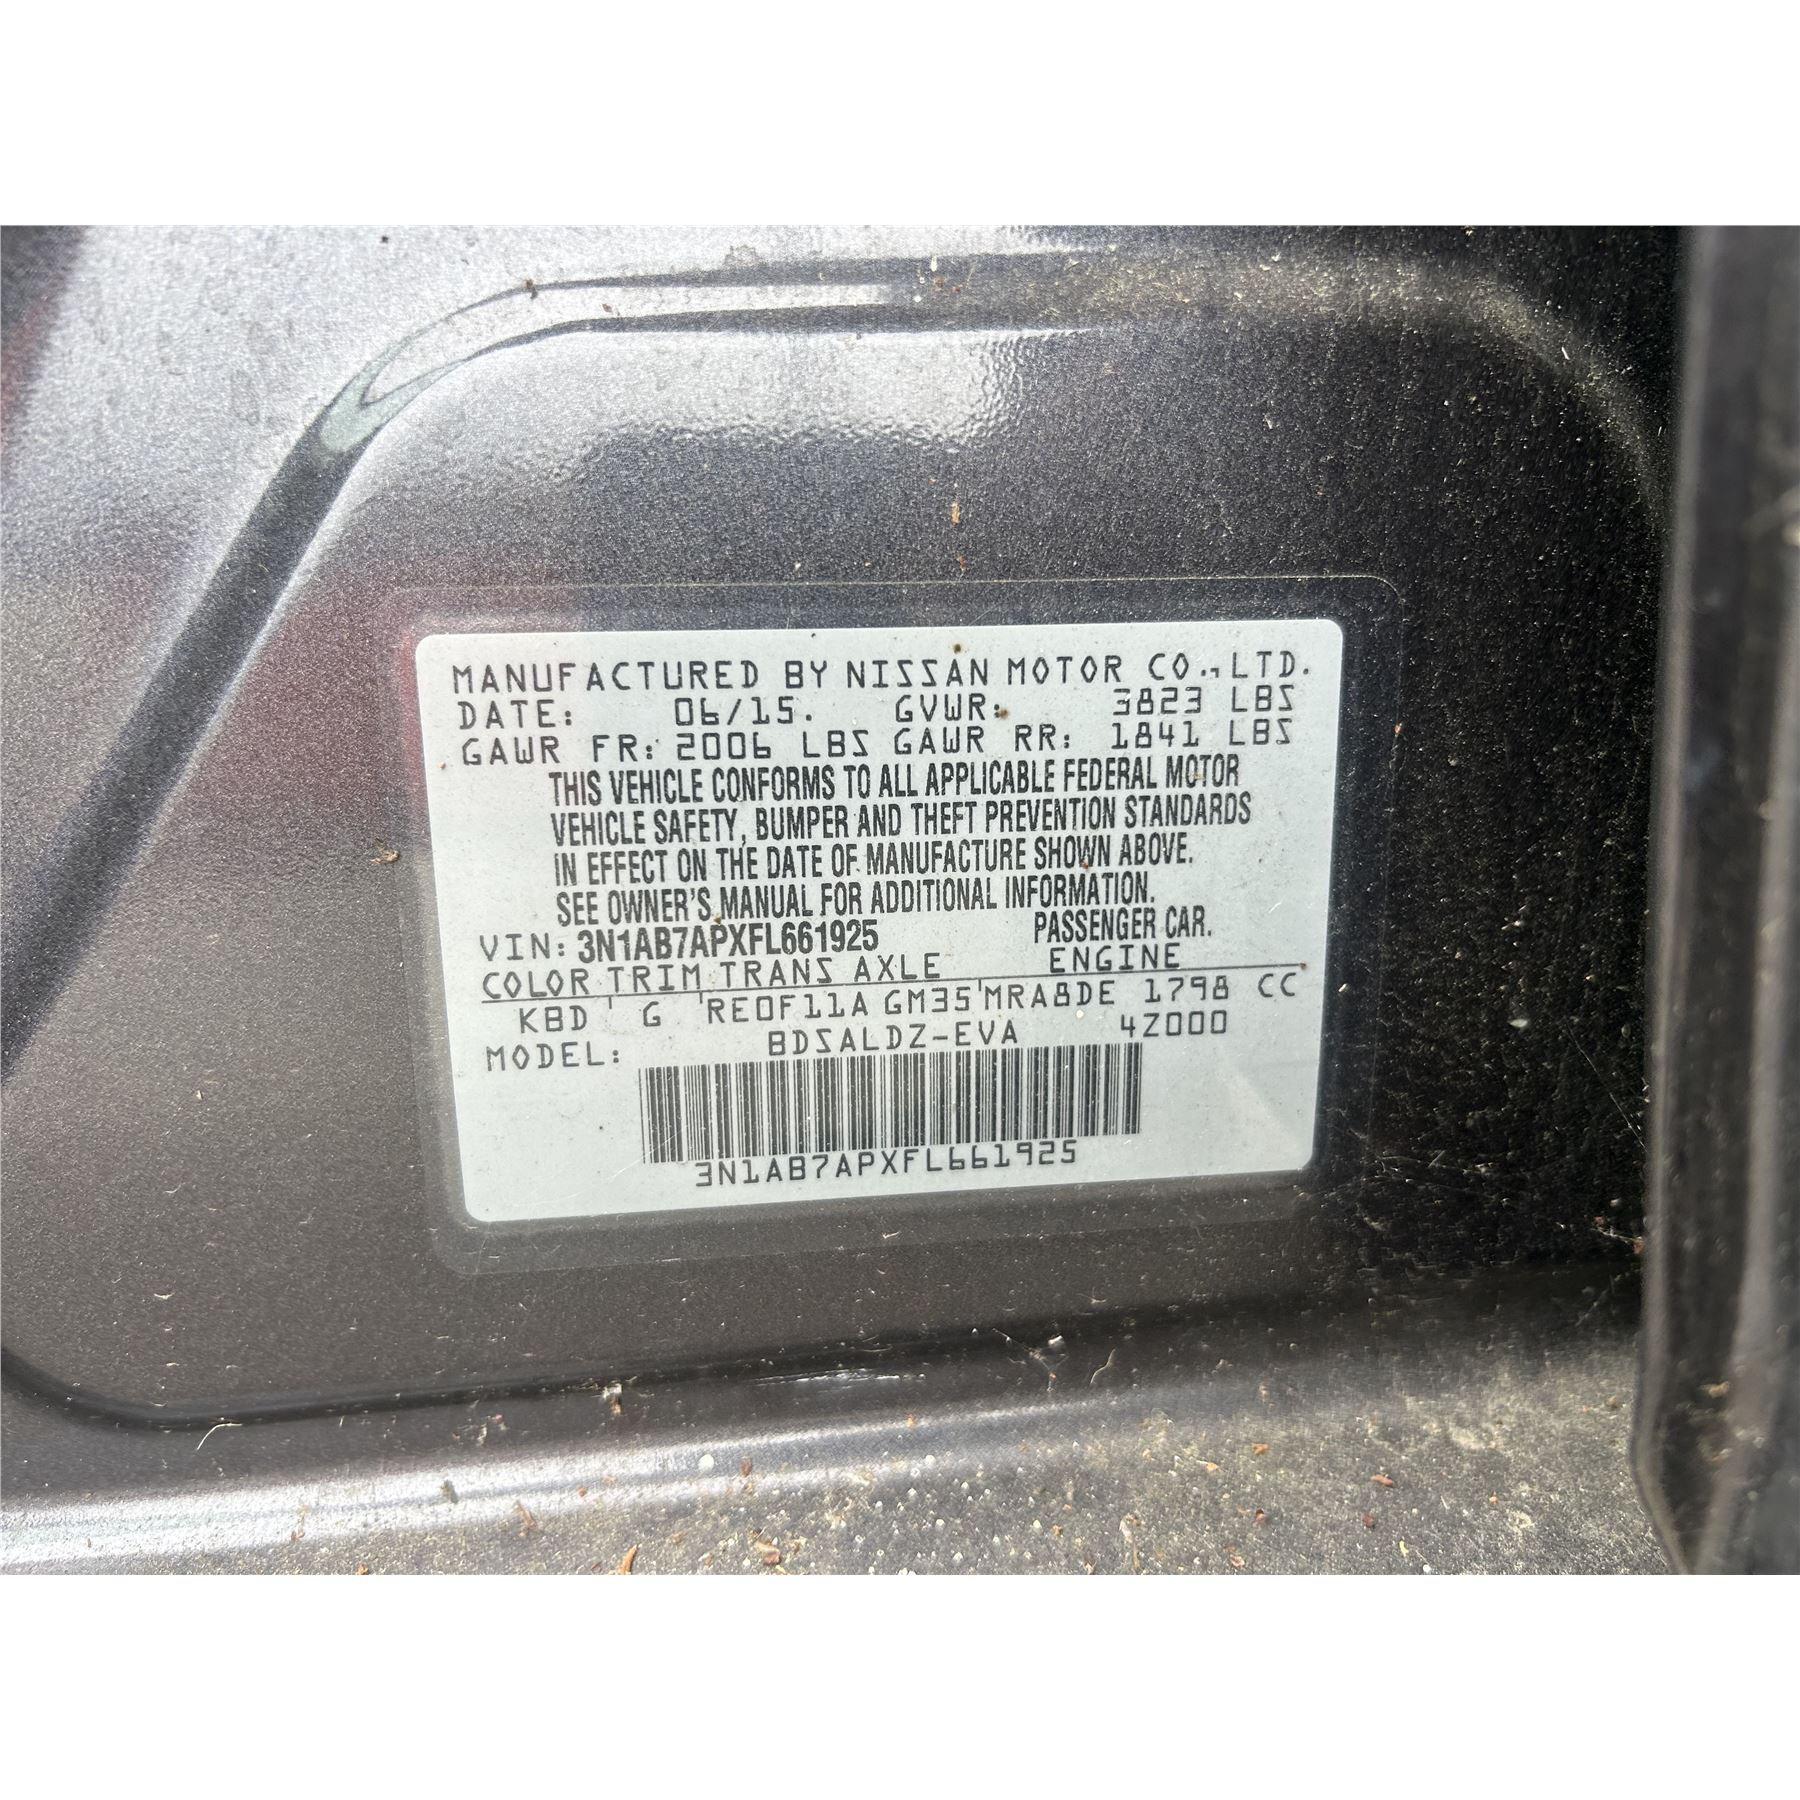 MANUFACTURED BY NISSAN MOTOR CO., LTD.
DATE: 06/15. GVWR: 3823 LBS
GAWR FR: 2006 LBS GAWR RR: 1841 LBS
THIS VEHICLE CONFORMS TO ALL APPLICABLE FEDERAL MOTOR
VEHICLE SAFETY, BUMPER AND THEFT PREVENTION STANDARDS
IN EFFECT ON THE DATE OF MANUFACTURE SHOWN ABOVE.
SEE OWNER'S MANUAL FOR ADDITIONAL INFORMATION.
VIN: 3N1AB7APXFL661925 PASSENGER CAR.
COLOR TRIM TRANS AXLE ENGINE
KBD G RE0F11A GM35 MRA8DE 1798 CC
MODEL: BDSALDZ-EVA 4Z000
3N1AB7APXFL661925